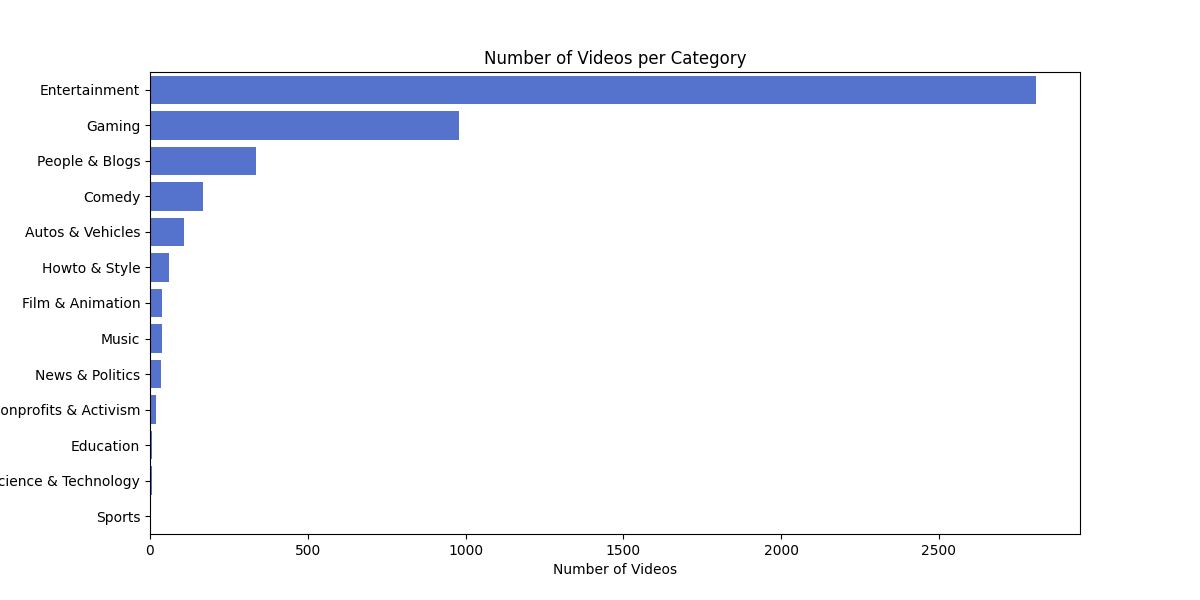 Number of Videos per Category
Entertainment
Gaming
People & Blogs
Comedy
Autos & Vehicles
Howto & Style
Film & Animation
Music
News & Politics
onprofits & Activism
Education
cience & Technology
Sports
0 500 1000 1500 2000 2500
Number of Videos